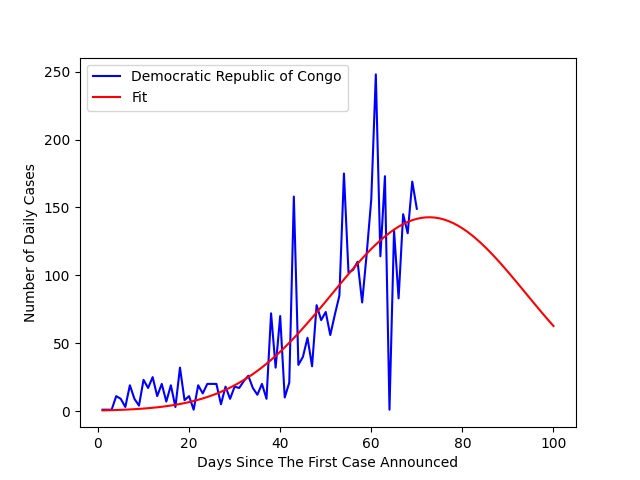 Democratic Republic of Congo
Fit
250
200
150
100
50
0
Number of Daily Cases
0 20 40 60 80 100
Days Since The First Case Announced